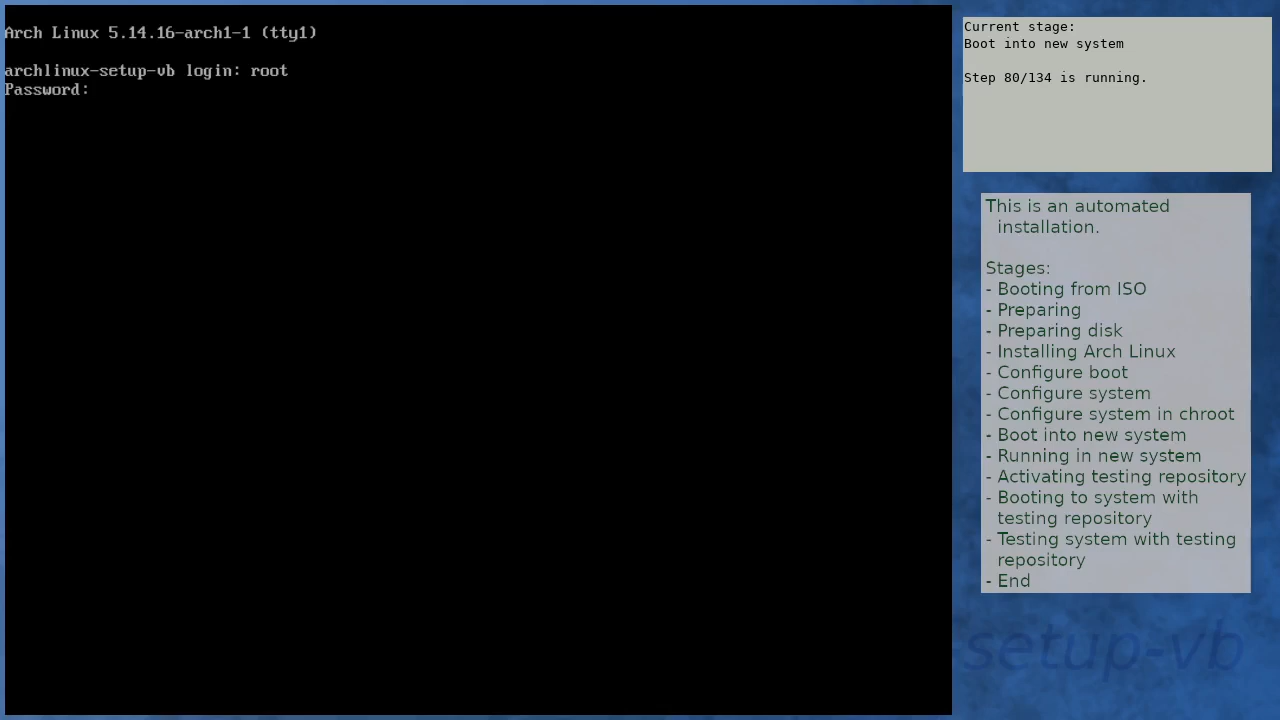 Arch Linux 5.14.16-arch1-1 (tty1)
archlinux-setup-vb login: root
Password:
Current stage:
Boot into new system
Step 80/134 is running.
This is an automated
installation.
Stages:
- Booting from ISO
- Preparing
- Preparing disk
- Installing Arch Linux
- Configure boot
- Configure system
- Configure system in chroot
- Boot into new system
- Running in new system
- Activating testing repository
- Booting to system with
testing repository
- Testing system with testing
repository
- End
setup-vb